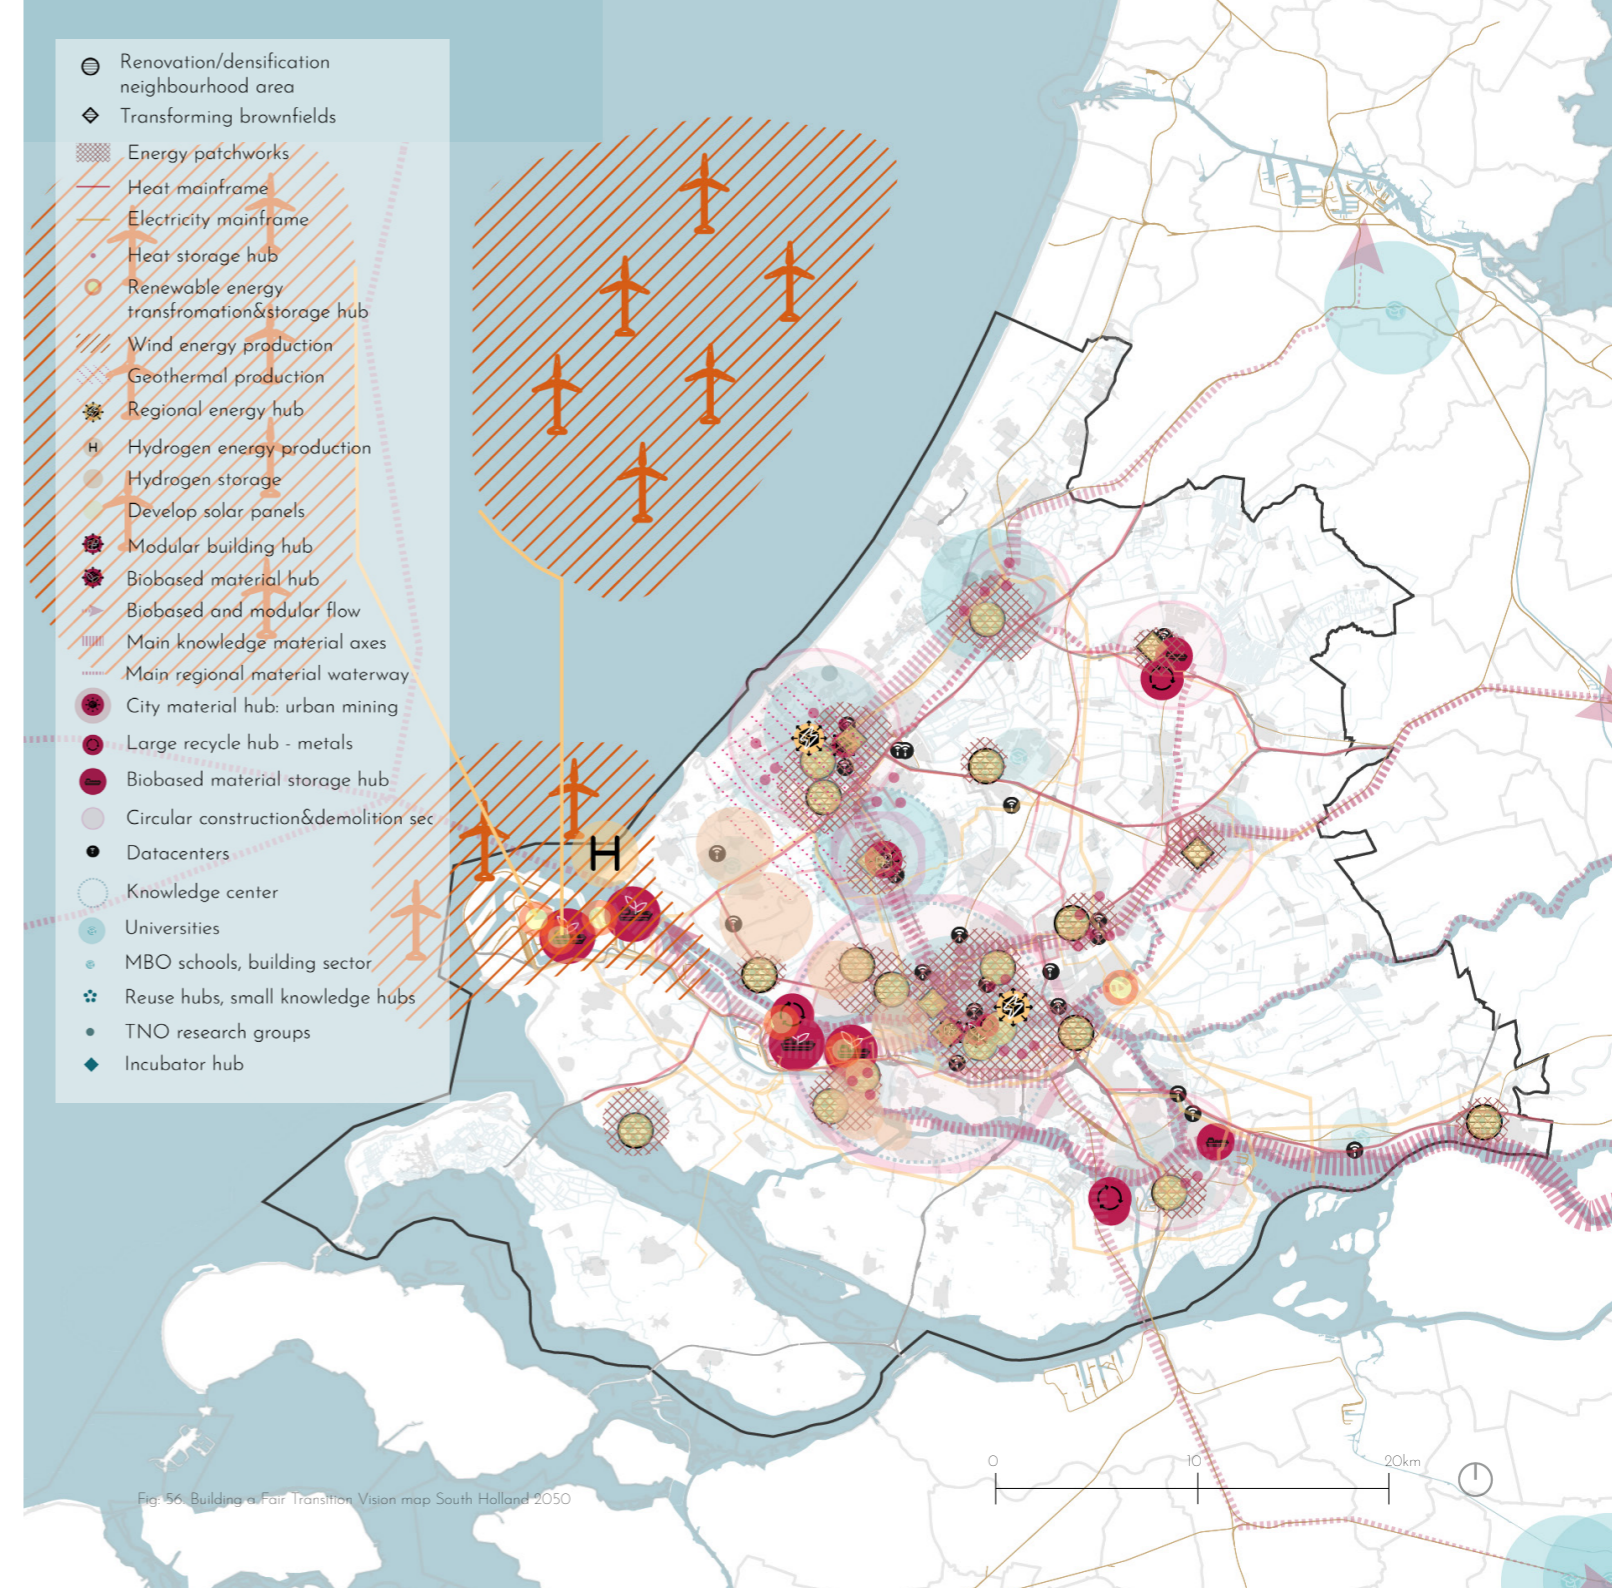 Renovation/densification
neighbourhood area
Transforming brownfields
Energy patchworks
Heat mainframe
Electricity mainframe
Heat storage hub
Renewable energy
transfromation&storage hub
Wind energy production
Geothermal production
Regional energy hub
H Hydrogen energy production
Hydrogen storage
Develop solar panels
Modular building hub
Biobased material hub
Biobased and modular flow
Main knowledge material axes
Main regional material waterway
City material hub: urban mining
Large recycle hub - metals
Biobased material storage hub
Circular construction&demolition sec
Datacenters
Knowledge center
Universities
MBO schools, building sector
Reuse hubs, small knowledge hubs
TNO research groups
Incubator hub
H
0 10 20km
Fig: 56. Building a Fair Transition Vision map South Holland 2050